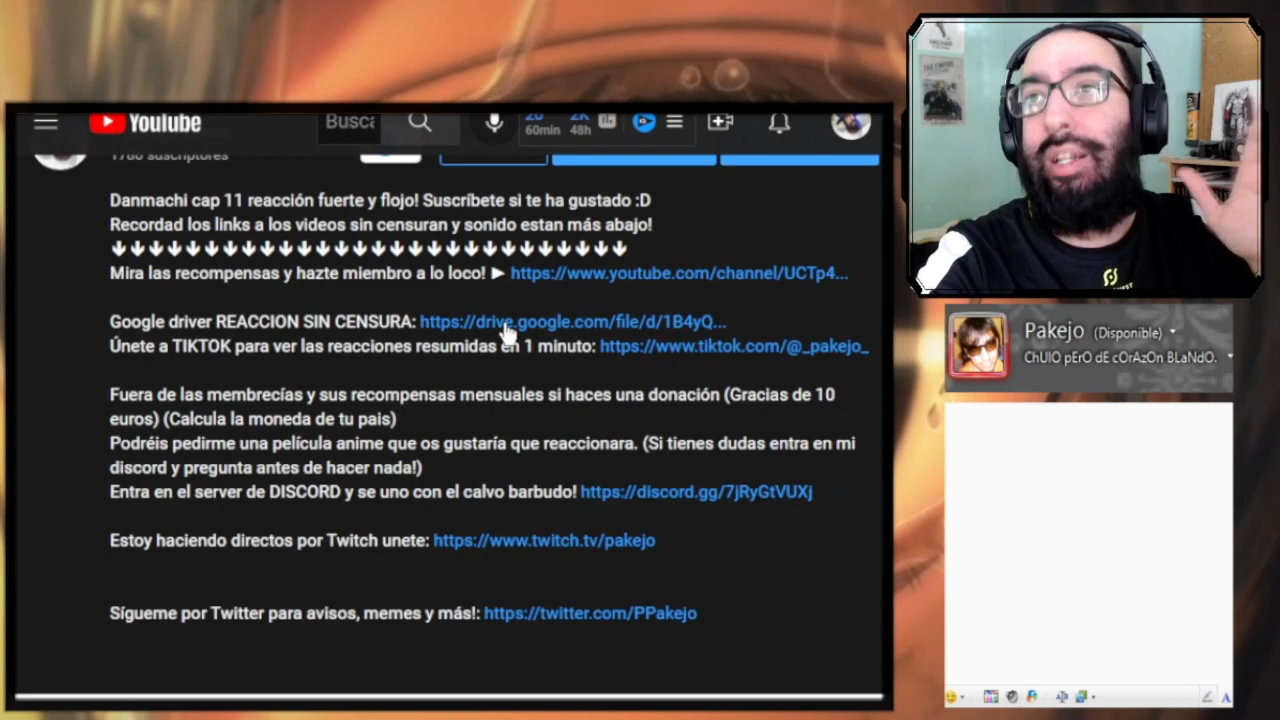 YouTube
Busca
20 2K
60min 48h
1780 suscriptores
Danmachi cap 11 reacción fuerte y flojo! Suscríbete si te ha gustado :D
Recordad los links a los videos sin censuran y sonido estan más abajo!
Mira las recompensas y hazte miembro a lo loco! ► https://www.youtube.com/channel/UCTp4...
Google driver REACCION SIN CENSURA: https://drive.google.com/file/d/1B4yQ...
Únete a TIKTOK para ver las reacciones resumidas en 1 minuto: https://www.tiktok.com/@_pakejo_
Fuera de las membrecías y sus recompensas mensuales si haces una donación (Gracias de 10
euros) (Calcula la moneda de tu pais)
Podréis pedirme una película anime que os gustaría que reaccionara. (Si tienes dudas entra en mi
discord y pregunta antes de hacer nada!)
Entra en el server de DISCORD y se uno con el calvo barbudo! https://discord.gg/7jRyGtVUXj
Estoy haciendo directos por Twitch unete: https://www.twitch.tv/pakejo
Sígueme por Twitter para avisos, memes y más!: https://twitter.com/PPakejo
Pakejo (Disponible)
ChUlO pErO dE cOrAzOn BLaNdO.